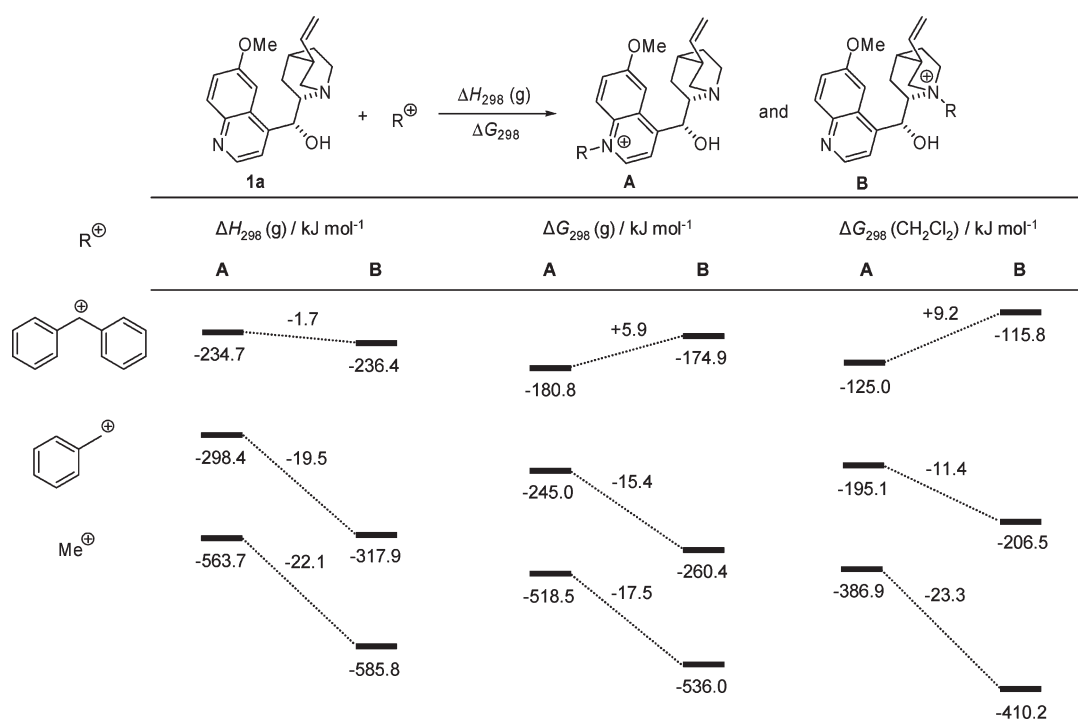 OMe
N
OH
1a
+
R⊕
ΔH298 (g)
ΔG298
OMe
N
OH
R
N
⊕
A
and
OMe
⊕
N
R
OH
N
B
R⊕
ΔH298 (g) / kJ mol-1
ΔG298 (g) / kJ mol-1
ΔG298 (CH2Cl2) / kJ mol-1
A B A B A B
⊕
-234.7 -1.7 -236.4
-180.8 +5.9 -174.9
-125.0 +9.2 -115.8
⊕
-298.4 -19.5 -317.9
-245.0 -15.4 -260.4
-195.1 -11.4 -206.5
Me⊕
-563.7 -22.1 -585.8
-518.5 -17.5 -536.0
-386.9 -23.3 -410.2